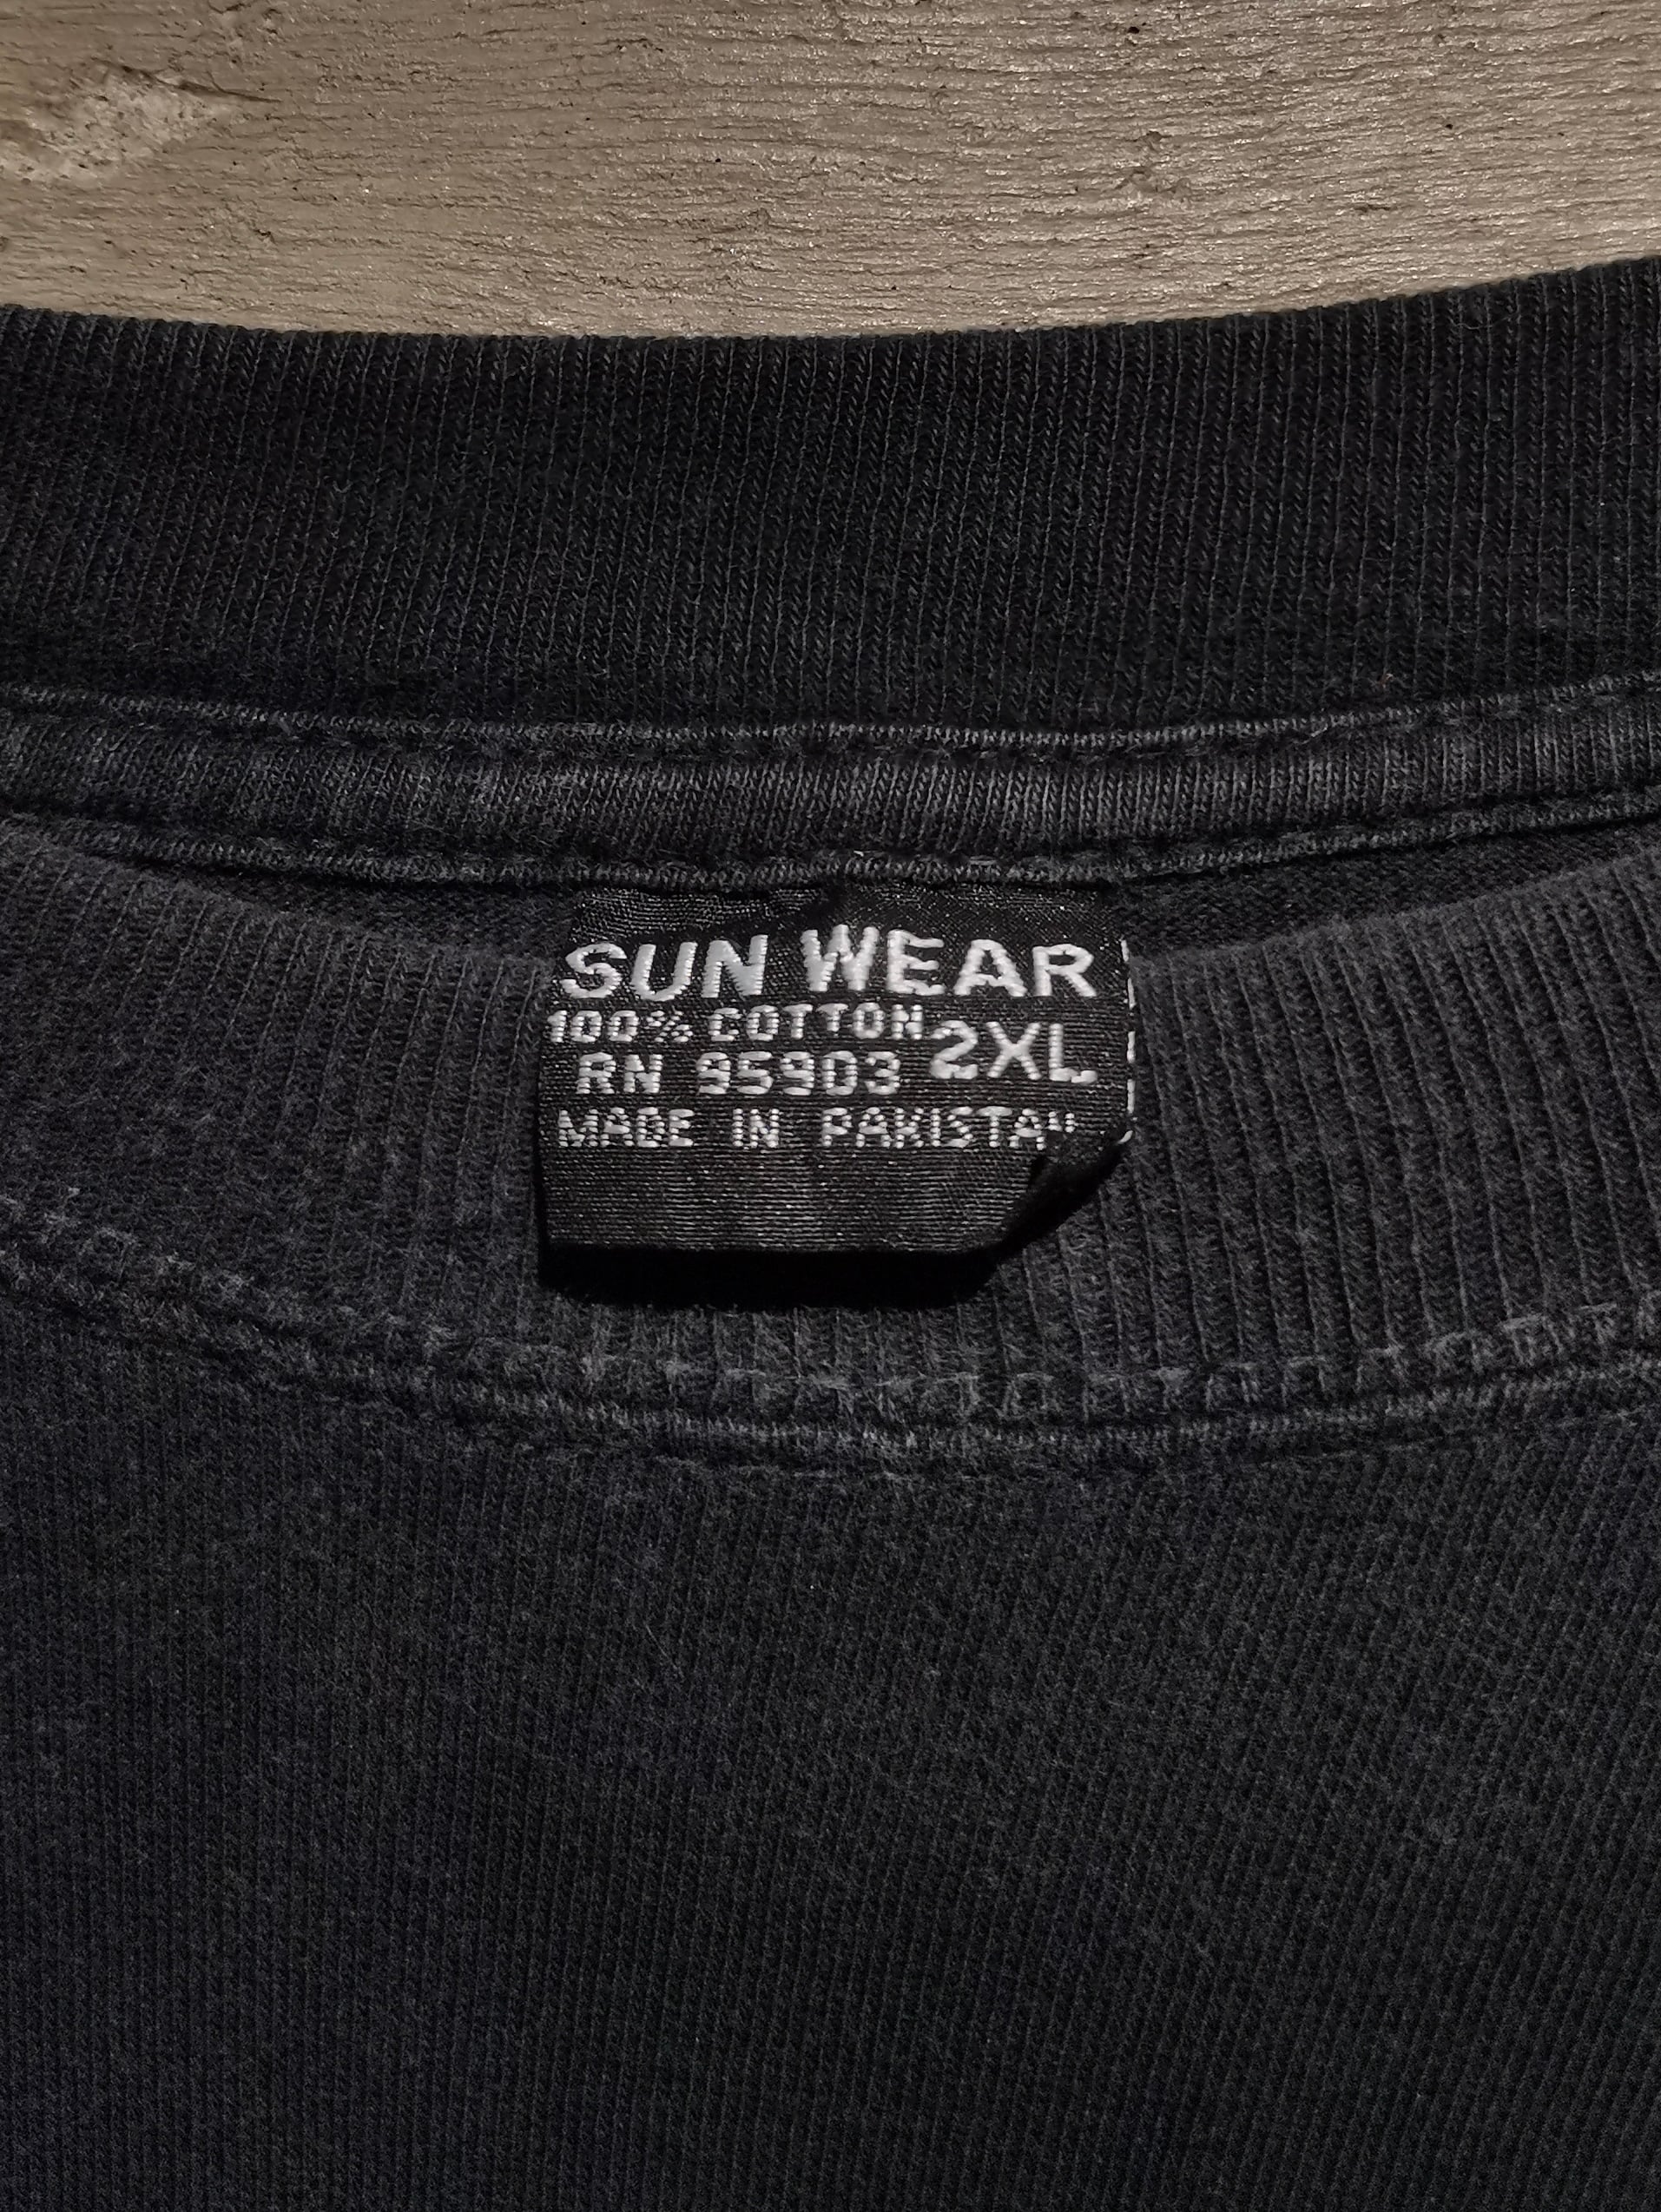 SUN WEAR
100% COTTON 2XL
RN 95903
MADE IN PAKISTAN